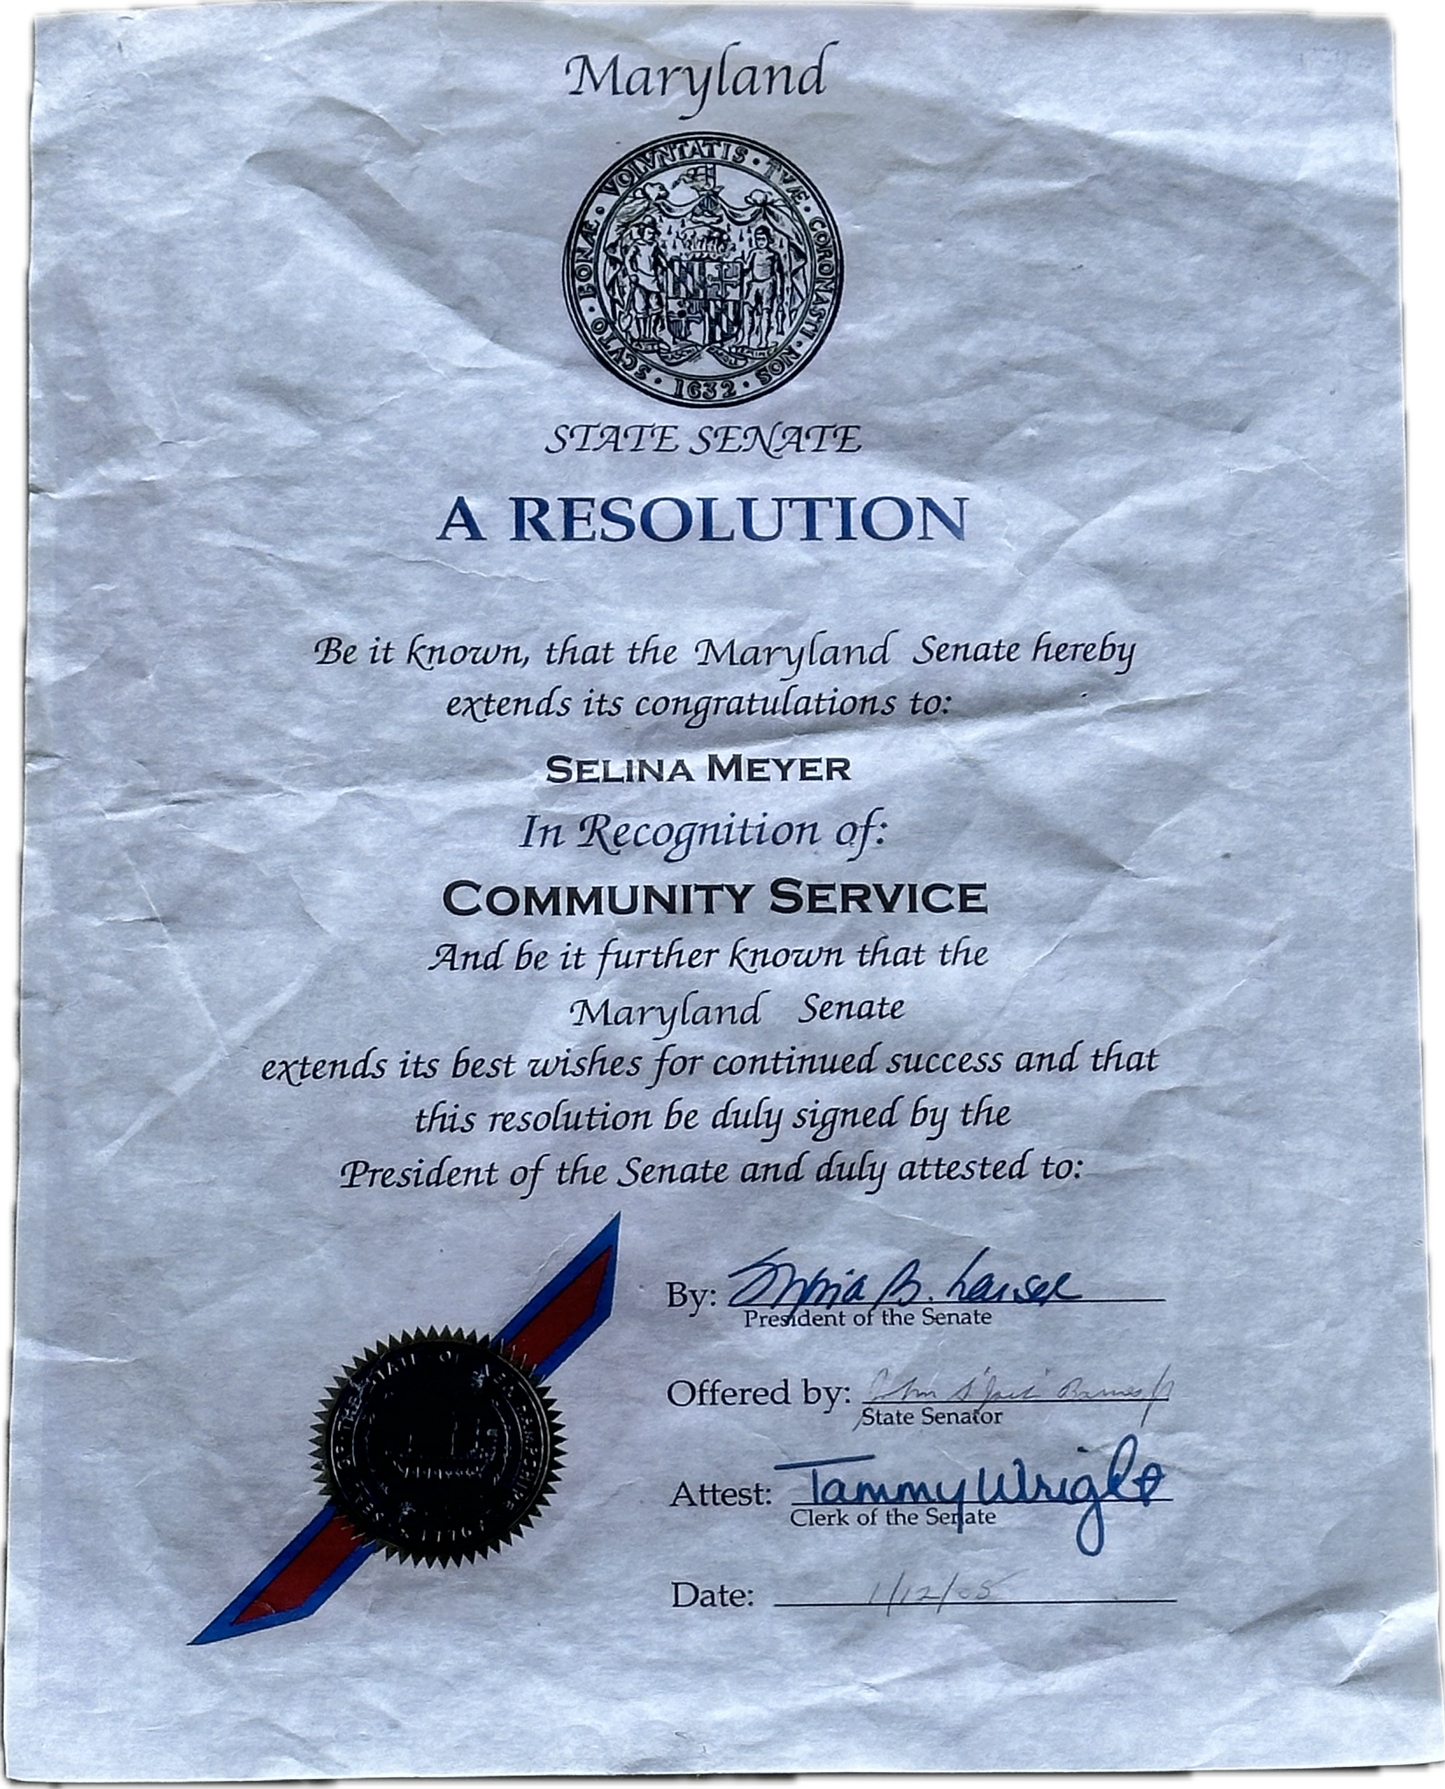 Maryland
SCVTO · BONÆ · VOLVNTATIS · TVÆ · CORONASTI · NOS
· 1632 ·
STATE SENATE
A RESOLUTION
Be it known, that the Maryland Senate hereby
extends its congratulations to:
SELINA MEYER
In Recognition of:
COMMUNITY SERVICE
And be it further known that the
Maryland Senate
extends its best wishes for continued success and that
this resolution be duly signed by the
President of the Senate and duly attested to:
By: B.
President of the Senate
Offered by:
State Senator
Attest: Tammy Wright
Clerk of the Senate
Date: 1/12/05